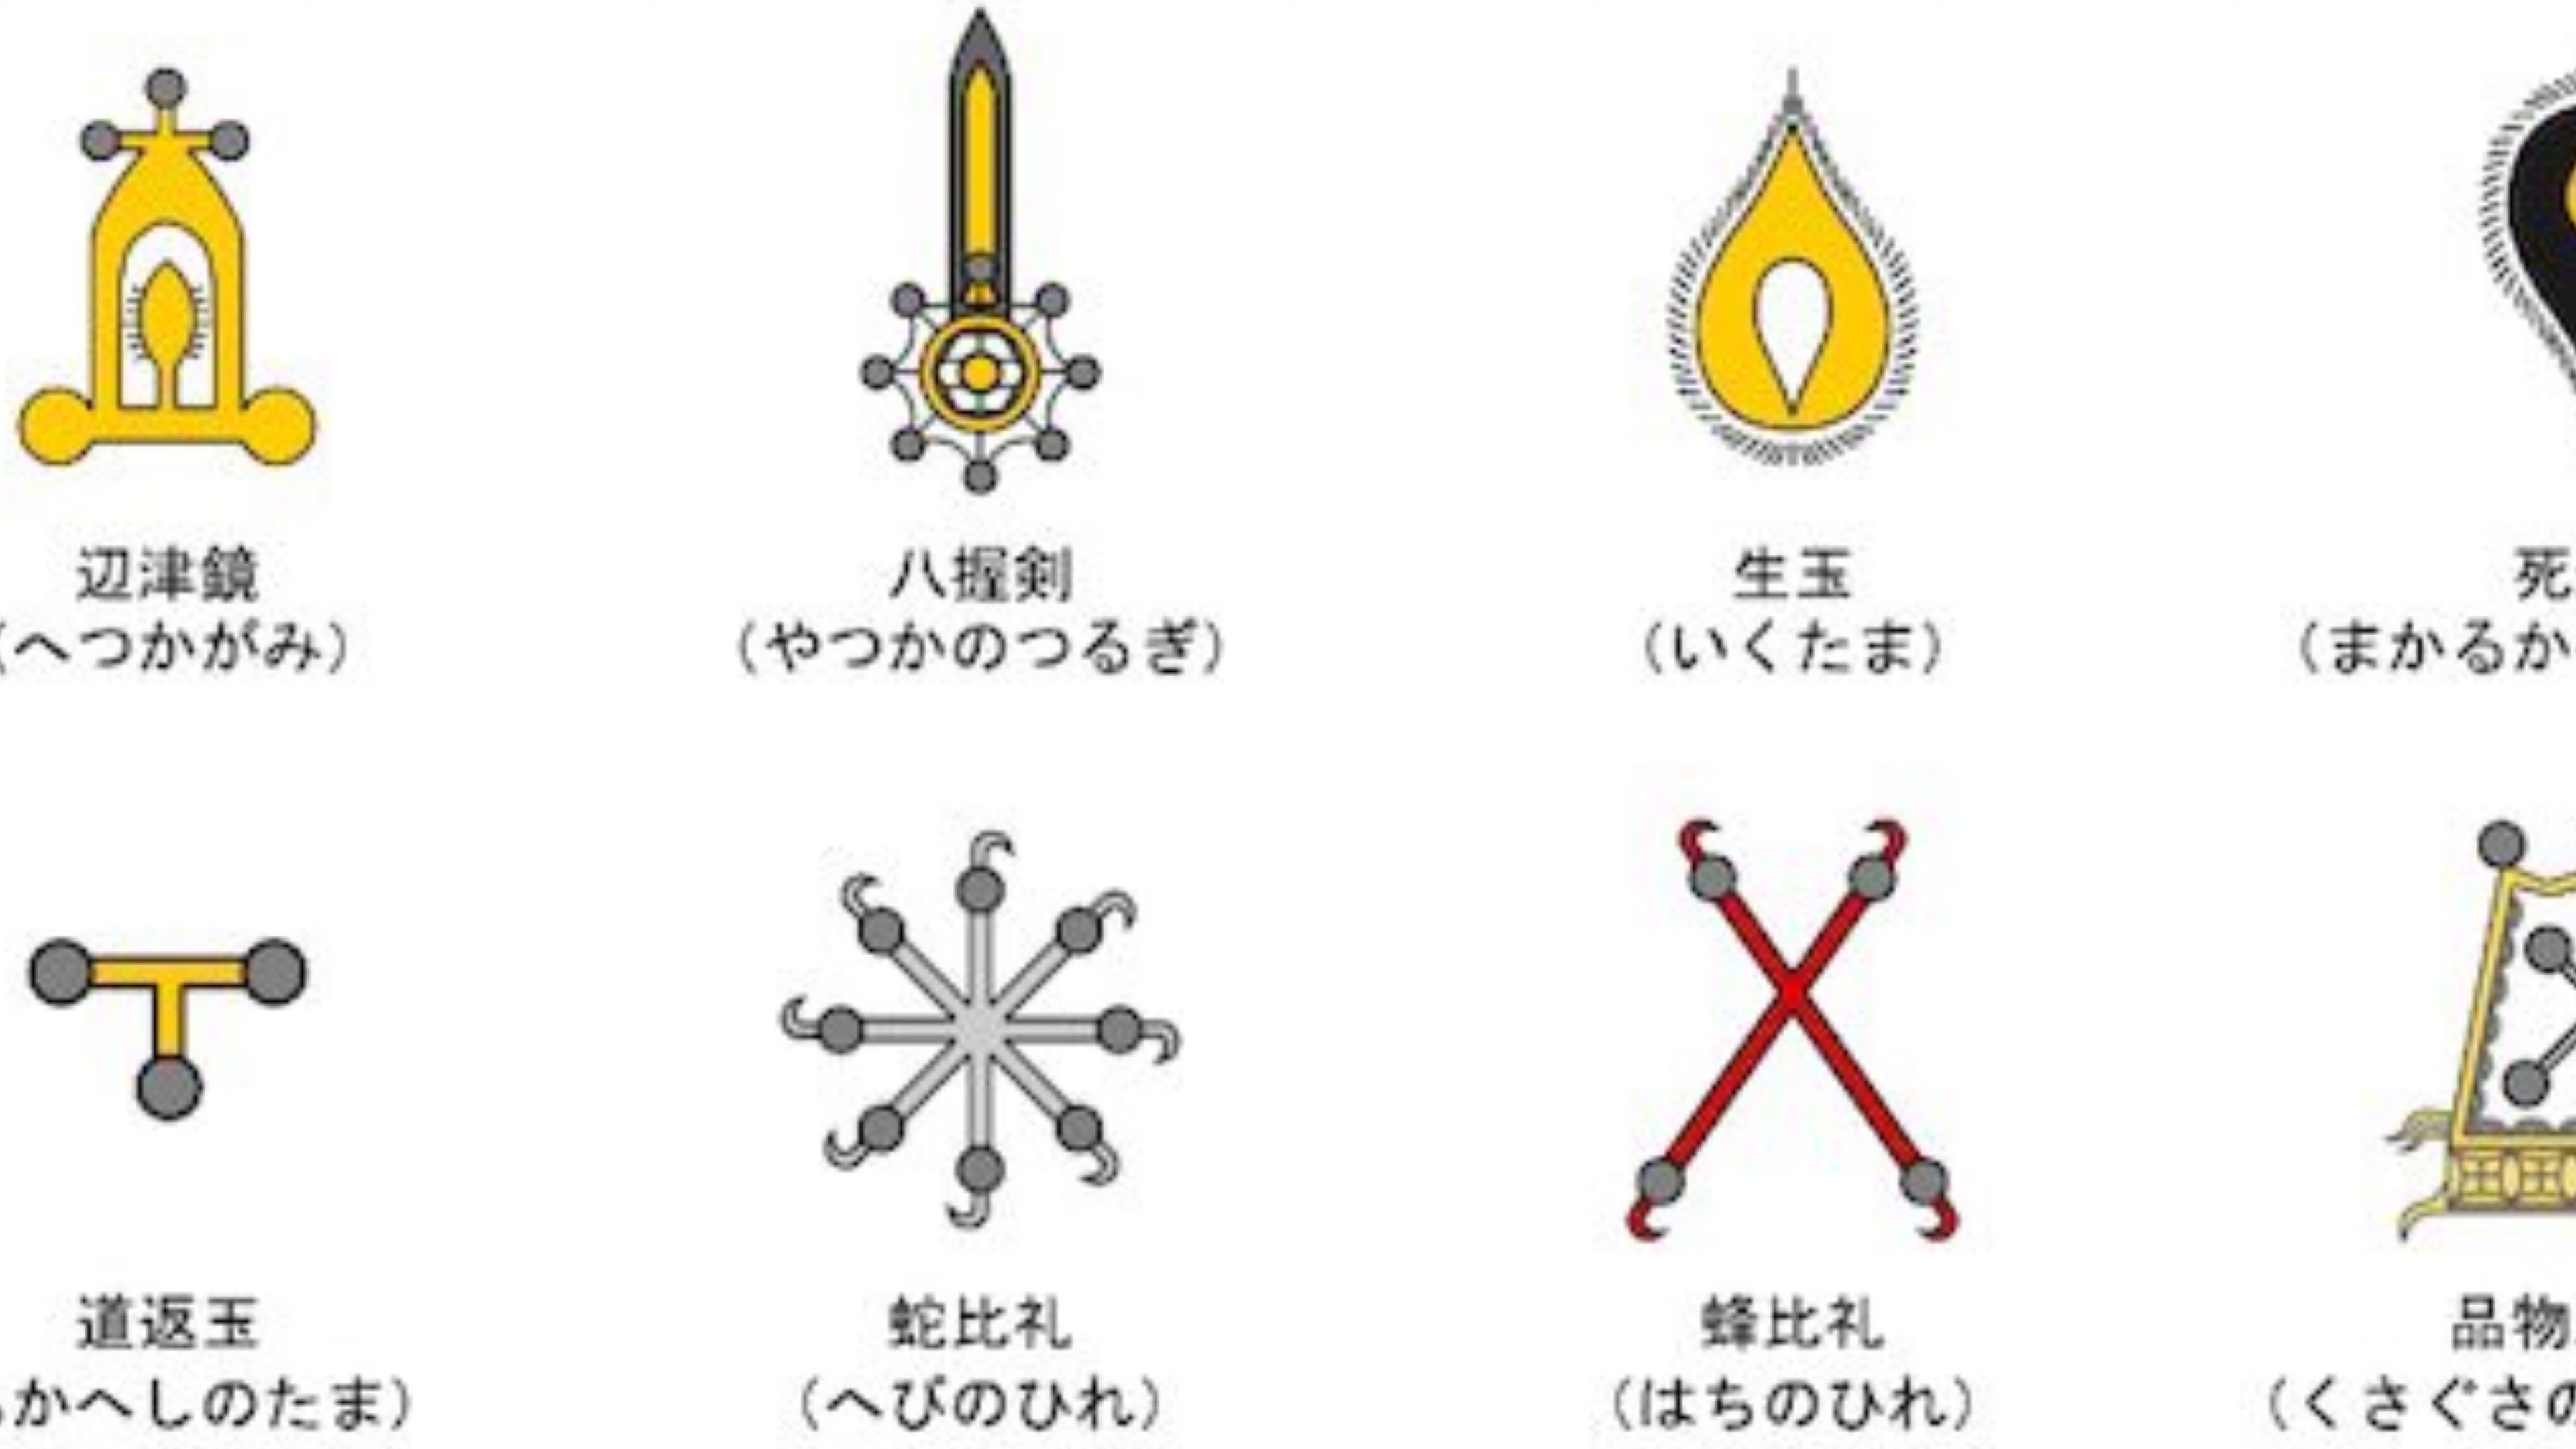 辺津鏡
八握剣
生玉
死
(へつかがみ)
(やつかのつるぎ)
(いくたま)
(まかるか
道返玉
蛇比礼
蜂比礼
品物
かへしのたま)
(へびのひれ)
(はちのひれ)
(くさぐさの